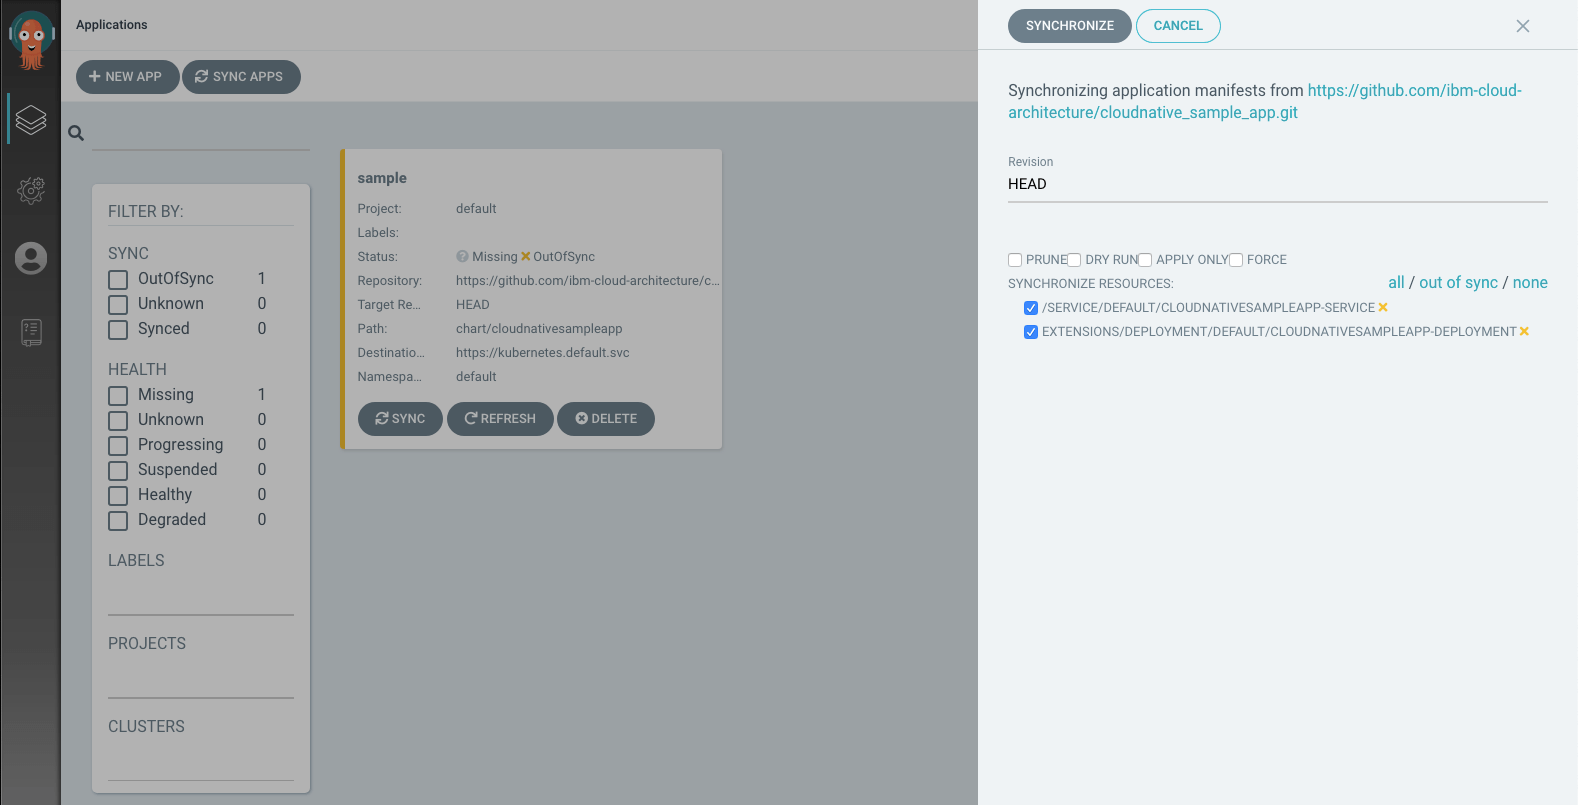 Applications
NEW APP
SYNC APPS
FILTER BY:
SYNC
OutOfSync 1
Unknown 0
Synced 0
HEALTH
Missing 1
Unknown 0
Progressing 0
Suspended 0
Healthy 0
Degraded 0
LABELS
PROJECTS
CLUSTERS
sample
Project: default
Labels:
Status: Missing OutOfSync
Repository: https://github.com/ibm-cloud-architecture/c...
Target Re... HEAD
Path: chart/cloudnativesampleapp
Destinatio... https://kubernetes.default.svc
Namespa... default
SYNC REFRESH DELETE
SYNCHRONIZE CANCEL
Synchronizing application manifests from https://github.com/ibm-cloud-
architecture/cloudnative_sample_app.git
Revision
HEAD
PRUNE DRY RUN APPLY ONLY FORCE
SYNCHRONIZE RESOURCES: all / out of sync / none
/SERVICE/DEFAULT/CLOUDNATIVESAMPLEAPP-SERVICE
EXTENSIONS/DEPLOYMENT/DEFAULT/CLOUDNATIVESAMPLEAPP-DEPLOYMENT